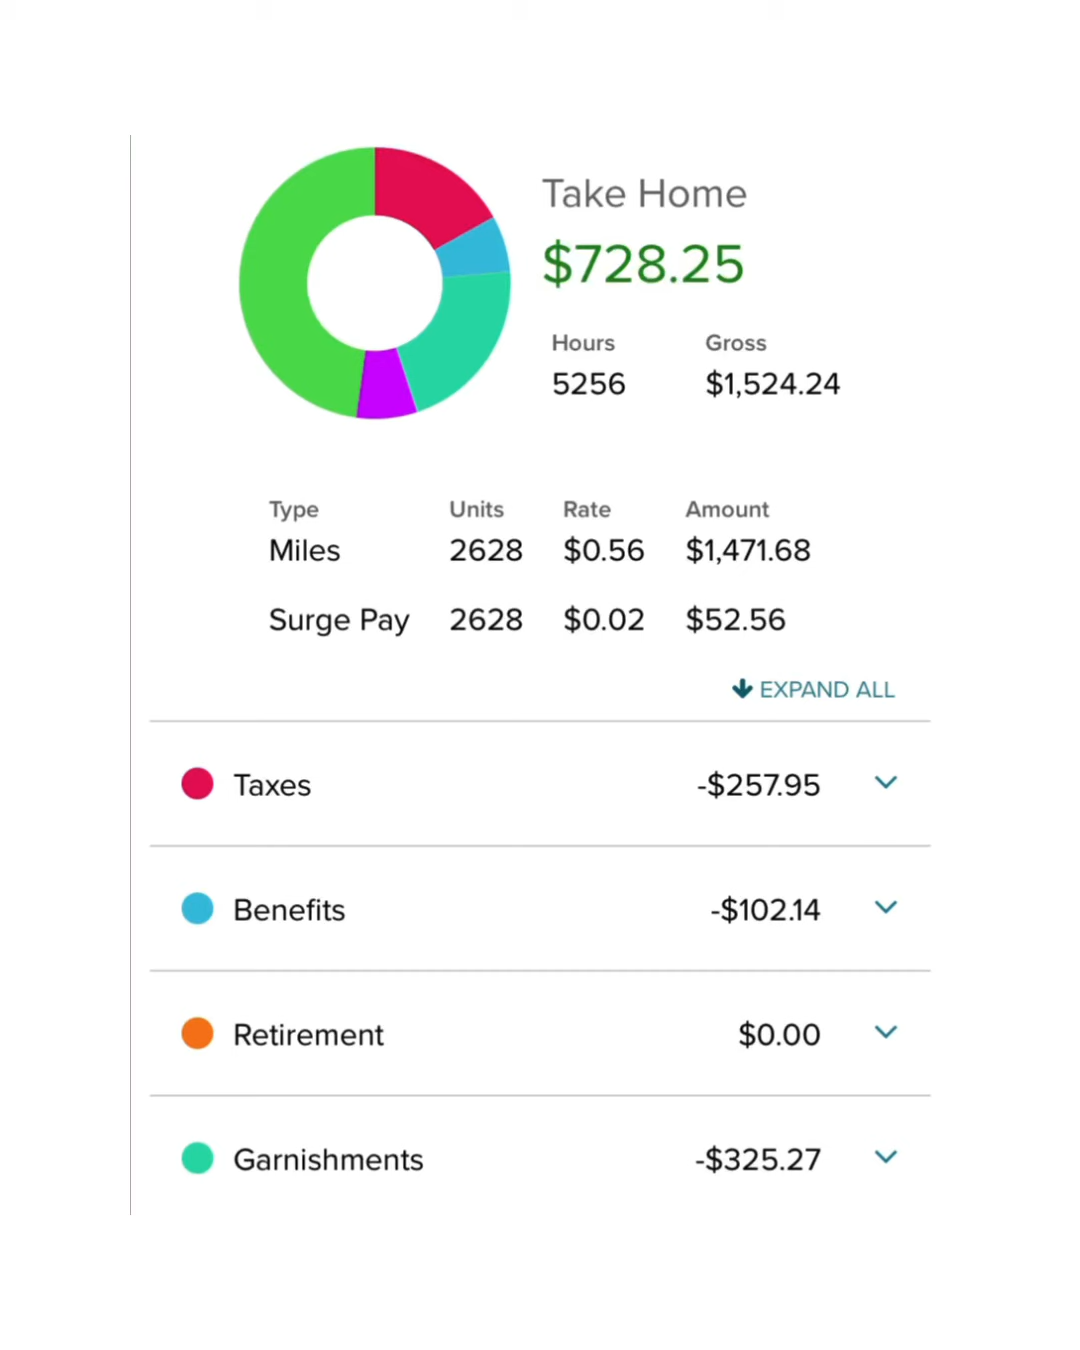 Take Home
$728.25
Hours Gross
5256 $1,524.24
Type Units Rate Amount
Miles 2628 $0.56 $1,471.68
Surge Pay 2628 $0.02 $52.56
EXPAND ALL
Taxes -$257.95
Benefits -$102.14
Retirement $0.00
Garnishments -$325.27